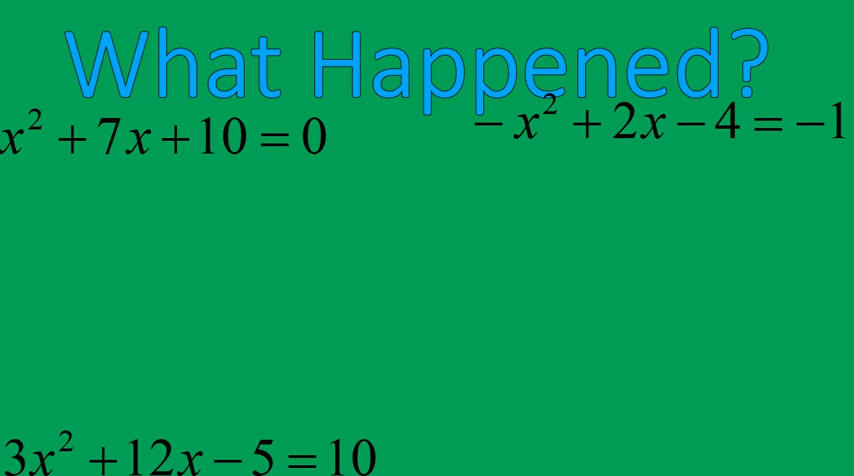 What Happened?
x² + 7x + 10 = 0
− x² + 2x − 4 = −1
3x² + 12x − 5 = 10